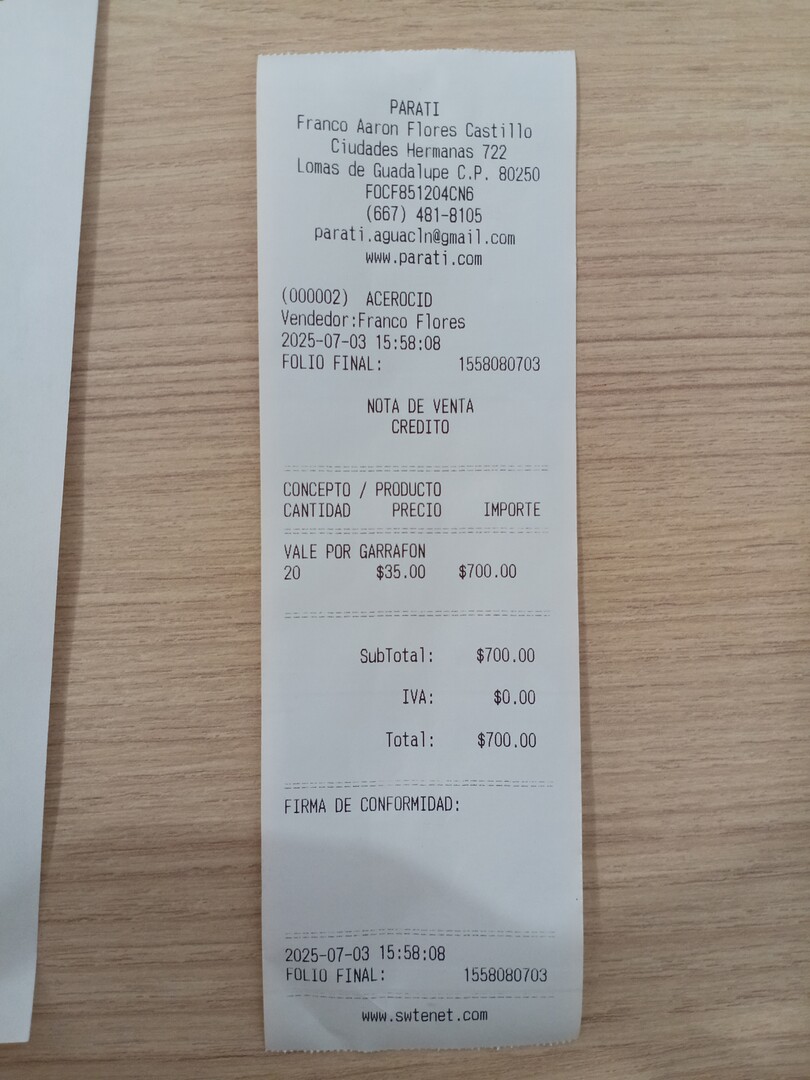 PARATI
Franco Aaron Flores Castillo
Ciudades Hermanas 722
Lomas de Guadalupe C.P. 80250
FOCF851204CN6
(667) 481-8105
parati.aguacln@gmail.com
www.parati.com
(000002) ACEROCID
Vendedor:Franco Flores
2025-07-03 15:58:08
FOLIO FINAL: 1558080703
NOTA DE VENTA
CREDITO
CONCEPTO / PRODUCTO
CANTIDAD PRECIO IMPORTE
VALE POR GARRAFON
20 $35.00 $700.00
SubTotal: $700.00
IVA: $0.00
Total: $700.00
FIRMA DE CONFORMIDAD:
2025-07-03 15:58:08
FOLIO FINAL: 1558080703
www.swtenet.com